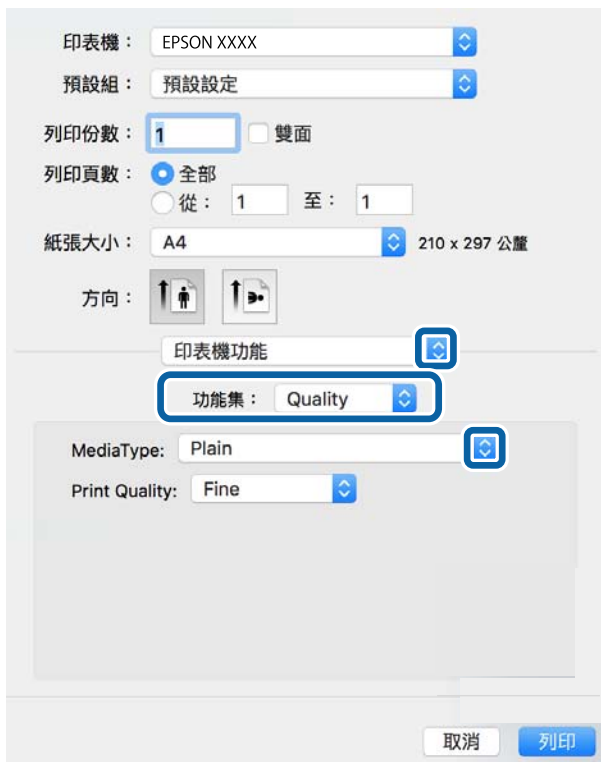 印表機： EPSON XXXX
預設組： 預設設定
列印份數： 1 雙面
列印頁數： 全部
從： 1 至： 1
紙張大小： A4 210 x 297 公釐
方向：
印表機功能
功能集： Quality
MediaType: Plain
Print Quality: Fine
取消 列印